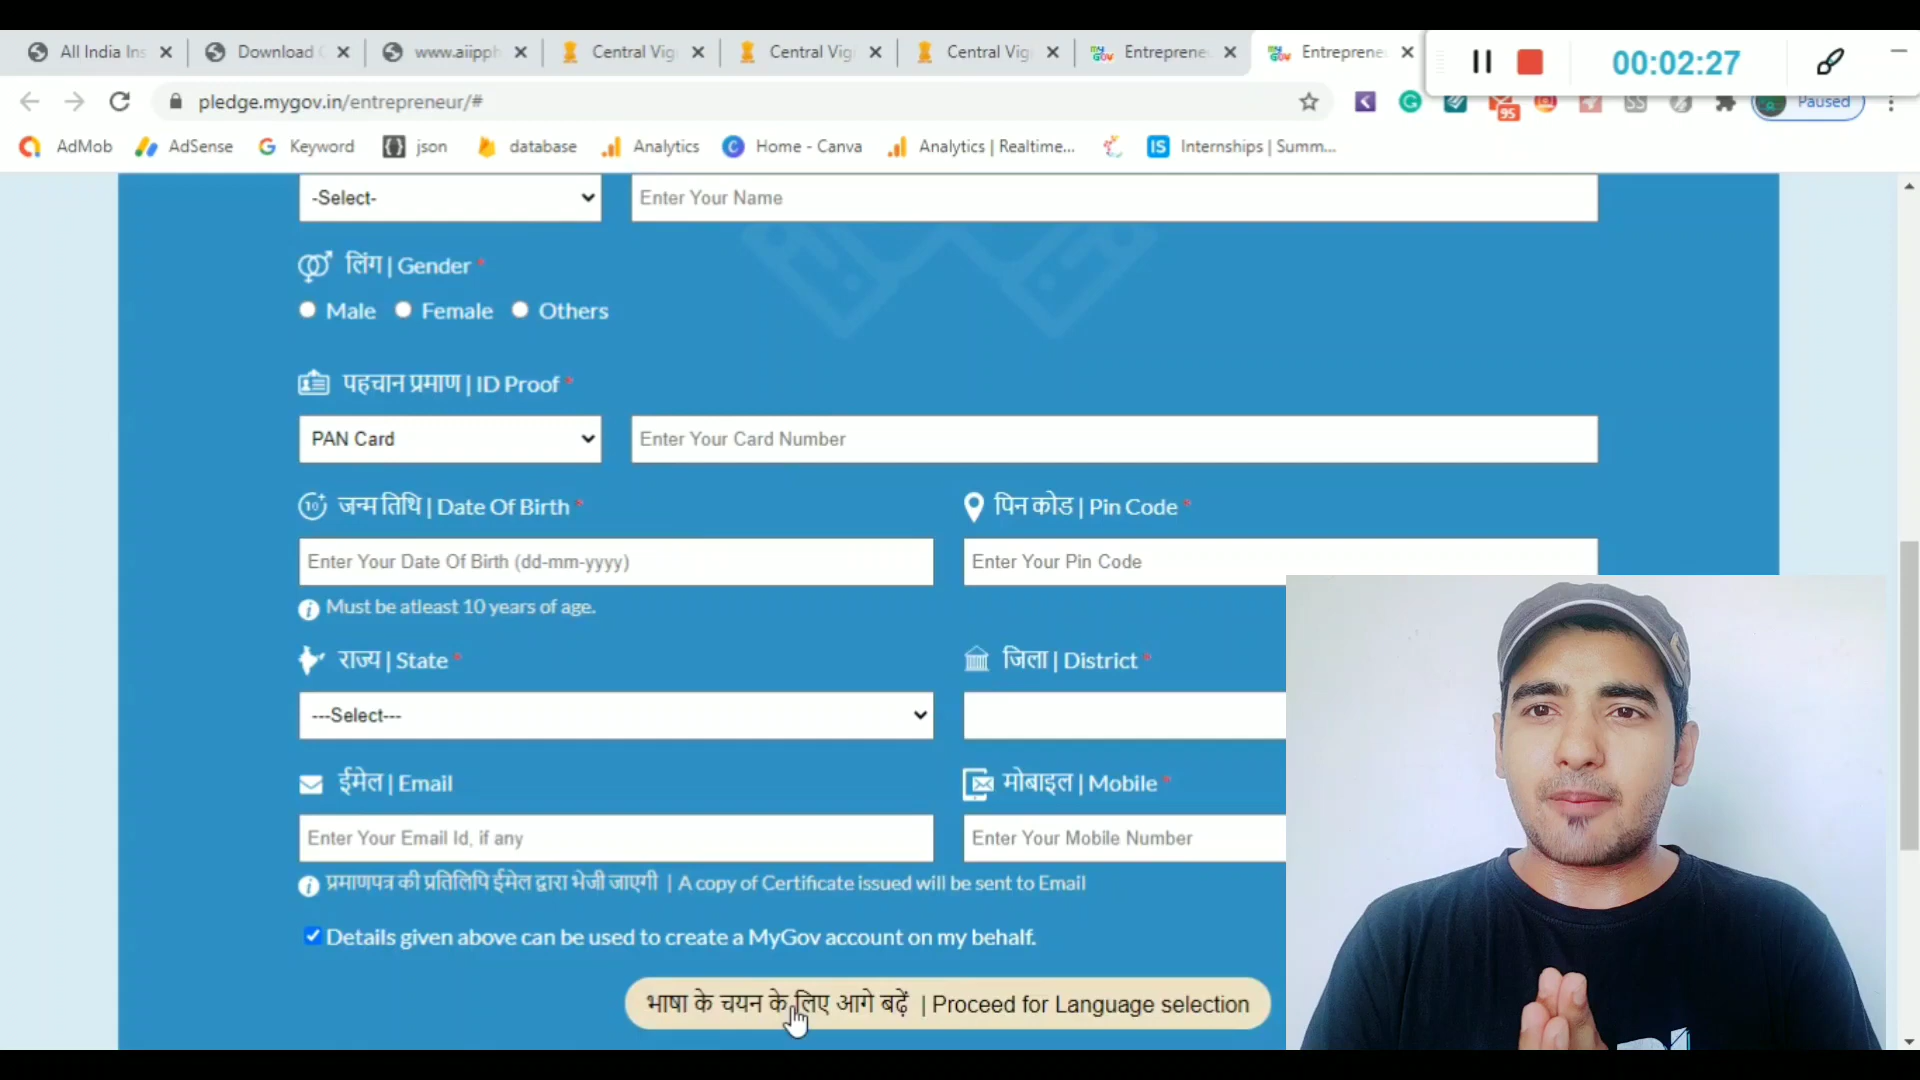 All India Ins
Download
www.aiipph
Central Vig
Central Vig
Central Vig
Entreprene
Entreprene
00:02:27
pledge.mygov.in/entrepreneur/#
95
SS
Paused
AdMob
AdSense
Keyword
json
database
Analytics
Home - Canva
Analytics | Realtime...
IS
Internships | Summ...
-Select-
Enter Your Name
लिंग | Gender *
Male
Female
Others
पहचान प्रमाण | ID Proof *
PAN Card
Enter Your Card Number
जन्म तिथि | Date Of Birth *
पिन कोड | Pin Code *
Enter Your Date Of Birth (dd-mm-yyyy)
Enter Your Pin Code
Must be atleast 10 years of age.
राज्य | State *
जिला | District *
---Select---
ईमेल | Email
मोबाइल | Mobile *
Enter Your Email Id, if any
Enter Your Mobile Number
प्रमाणपत्र की प्रतिलिपि ईमेल द्वारा भेजी जाएगी | A copy of Certificate issued will be sent to Email
Details given above can be used to create a MyGov account on my behalf.
भाषा के चयन के लिए आगे बढ़ें | Proceed for Language selection